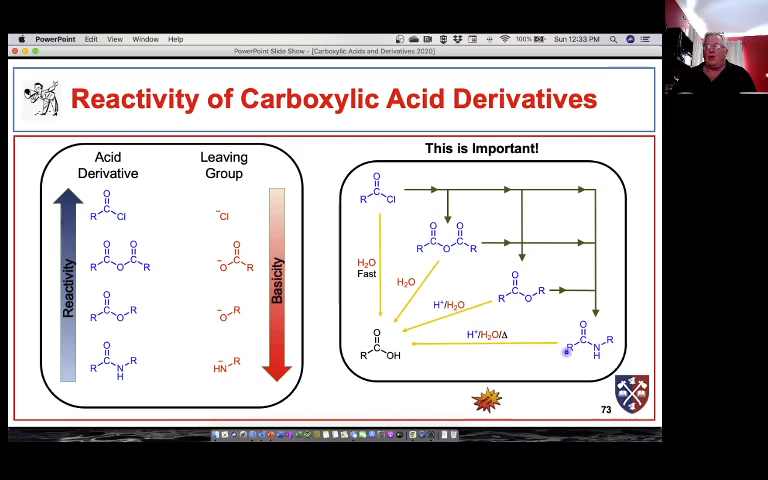 PowerPoint Edit View Window Help
100% Sun 12:33 PM
PowerPoint Slide Show - [Carboxylic Acids and Derivatives 2020]
Reactivity of Carboxylic Acid Derivatives
Acid
Derivative
Leaving
Group
Reactivity
Basicity
O
R Cl
⁻Cl
O O
R O R
O
⁻O R
O
R O R
⁻O R
O
R N R
H
⁻
HN R
This is Important!
O
R Cl
O O
R O R
H₂O
Fast
H₂O
O
R O R
H⁺/H₂O
O
R OH
H⁺/H₂O/Δ
O
R N R
H
73